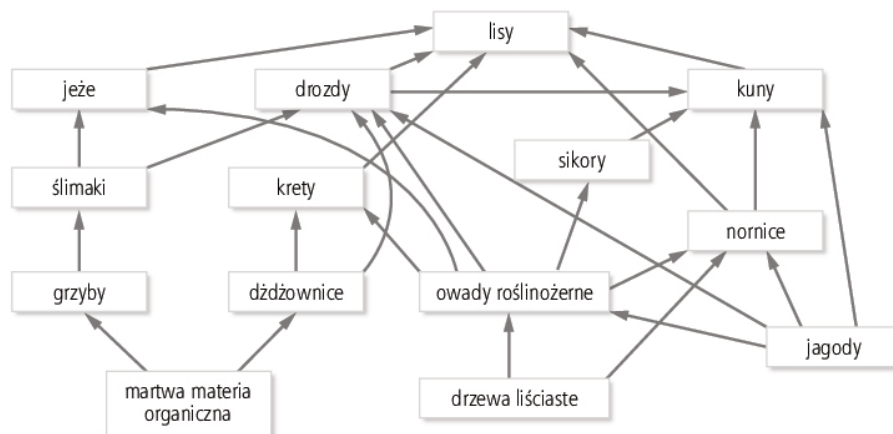 lisy
jeże
drozdy
kuny
sikory
ślimaki
krety
nornice
grzyby
dżdżownice
owady roślinożerne
jagody
martwa materia
organiczna
drzewa liściaste